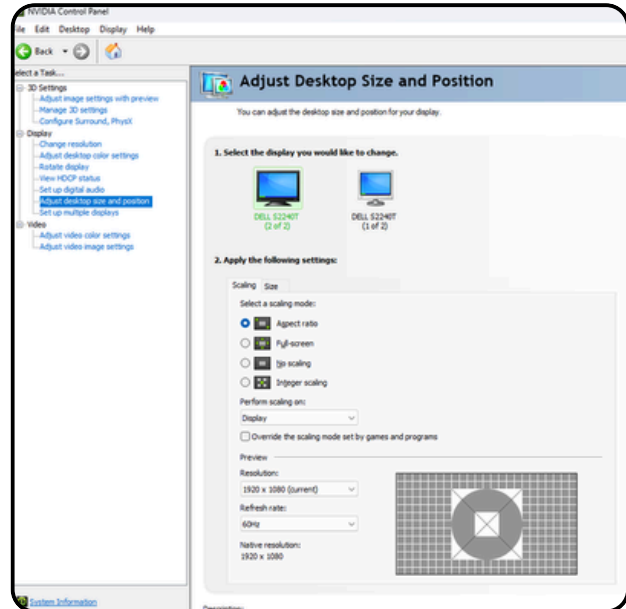 NVIDIA Control Panel
ile Edit Desktop Display Help
Back
elect a Task...
3D Settings
Adjust image settings with preview
Manage 3D settings
Configure Surround, PhysX
Display
Change resolution
Adjust desktop color settings
Rotate display
View HDCP status
Set up digital audio
Adjust desktop size and position
Set up multiple displays
Video
Adjust video color settings
Adjust video image settings
System Information
Adjust Desktop Size and Position
You can adjust the desktop size and position for your display.
1. Select the display you would like to change.
DELL S2240T
(2 of 2)
DELL S2240T
(1 of 2)
2. Apply the following settings:
Scaling Size
Select a scaling mode:
Aspect ratio
Full-screen
No scaling
Integer scaling
Perform scaling on:
Display
Override the scaling mode set by games and programs
Preview
Resolution:
1920 x 1080 (current)
Refresh rate:
60Hz
Native resolution:
1920 x 1080
Description: